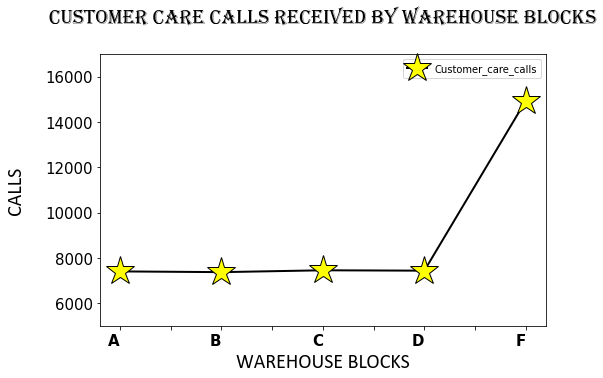 CUSTOMER CARE CALLS RECEIVED BY WAREHOUSE BLOCKS
Customer_care_calls
16000
14000
12000
10000
8000
6000
CALLS
A B C D F
WAREHOUSE BLOCKS